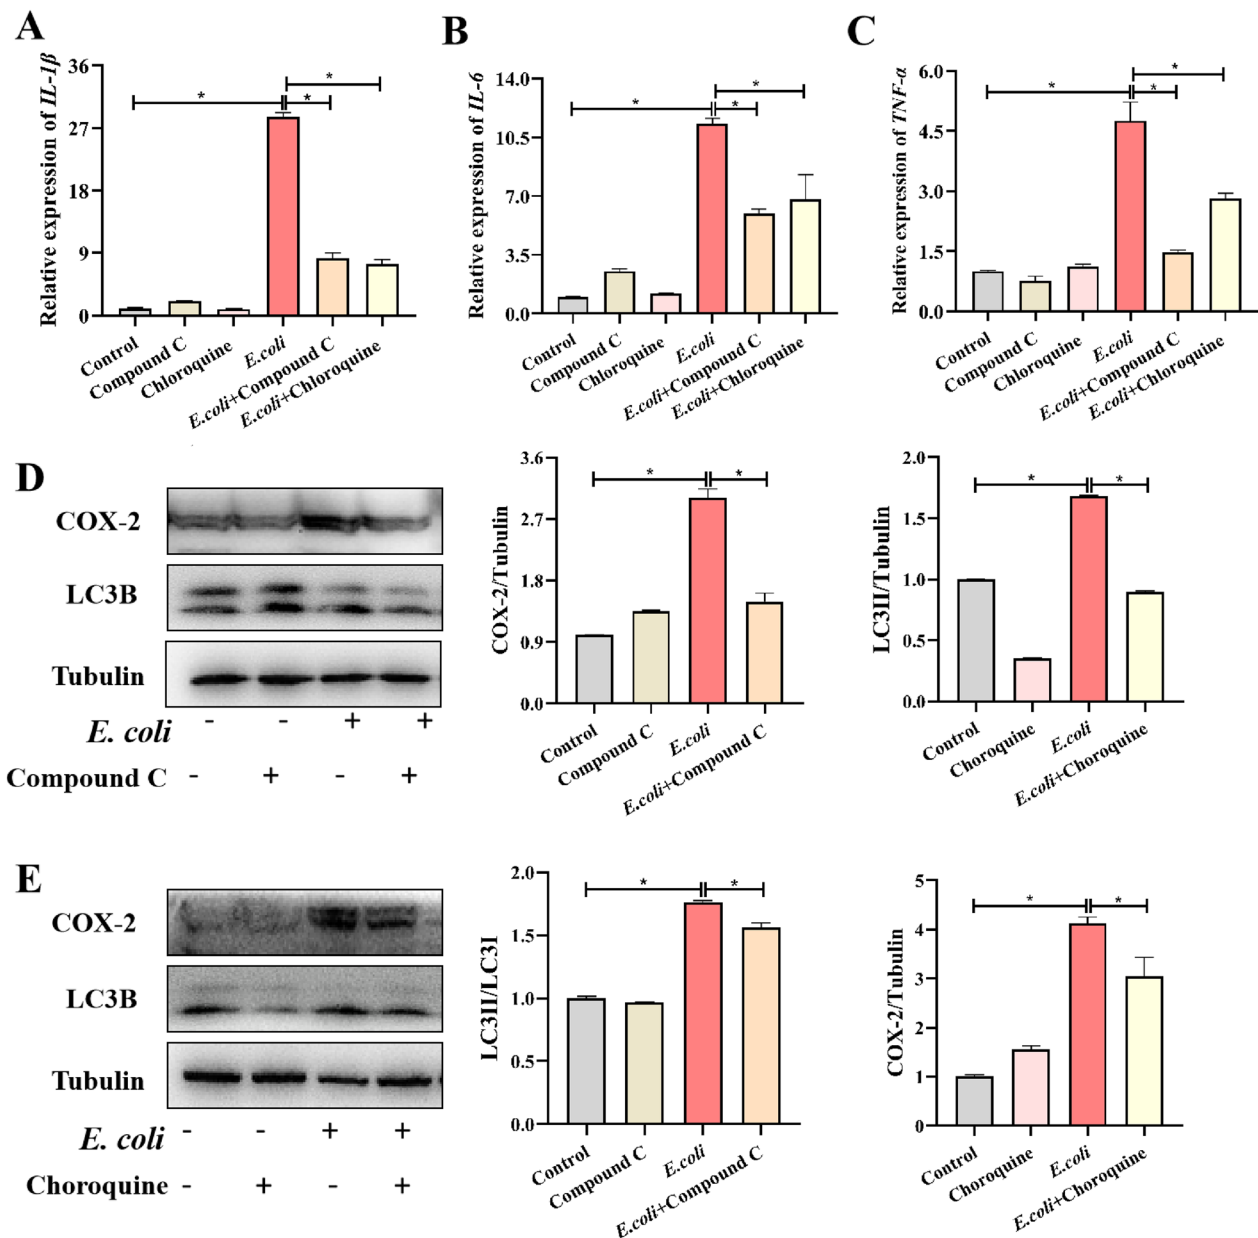 A
Relative expression of IL-1β
36
27
18
9
0
*
*
*
Control
Compound C
Chloroquine
E.coli
E.coli+Compound C
E.coli+Chloroquine
B
Relative expression of IL-6
14.0
10.5
7.0
3.5
0.0
*
*
*
Control
Compound C
Chloroquine
E.coli
E.coli+Compound C
E.coli+Chloroquine
C
Relative expression of TNF-α
6.0
4.5
3.0
1.5
0.0
*
*
*
Control
Compound C
Chloroquine
E.coli
E.coli+Compound C
E.coli+Chloroquine
D
COX-2
LC3B
Tubulin
E. coli - - + +
Compound C - + - +
COX-2/Tubulin
3.6
2.7
1.8
0.9
0.0
*
*
Control
Compound C
E.coli
E.coli+Compound C
LC3II/Tubulin
2.0
1.5
1.0
0.5
0.0
*
*
Control
Choroquine
E.coli
E.coli+Choroquine
E
COX-2
LC3B
Tubulin
E. coli - - + +
Choroquine - + - +
LC3II/LC3I
2.0
1.5
1.0
0.5
0.0
*
*
Control
Compound C
E.coli
E.coli+Compound C
COX-2/Tubulin
5
4
3
2
1
0
*
*
Control
Choroquine
E.coli
E.coli+Choroquine